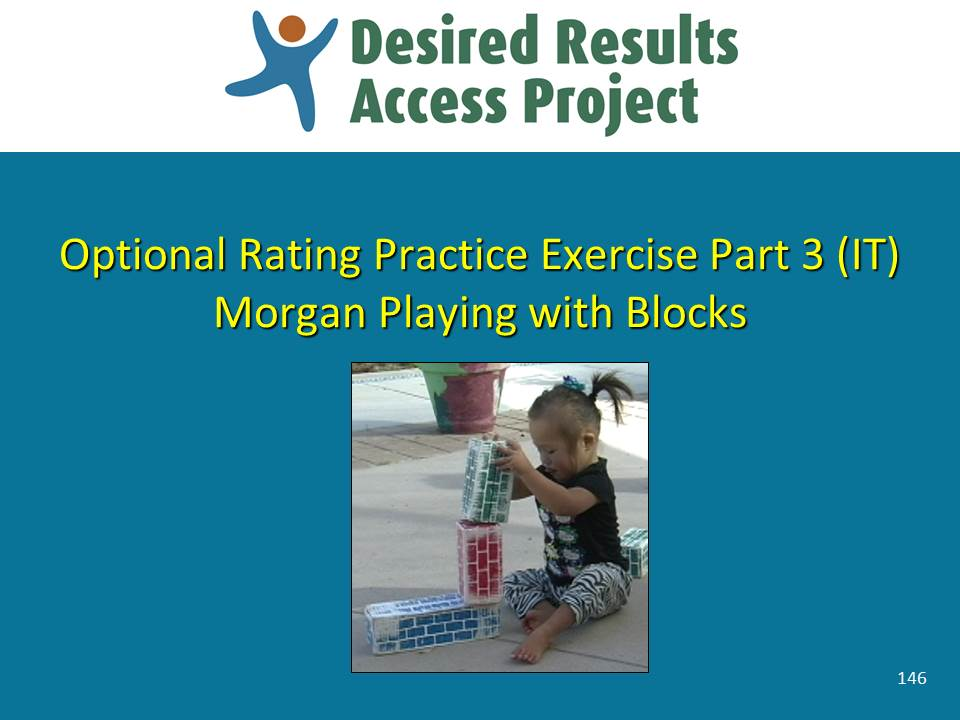 Desired Results
Access Project
Optional Rating Practice Exercise Part 3 (IT)
Morgan Playing with Blocks
146